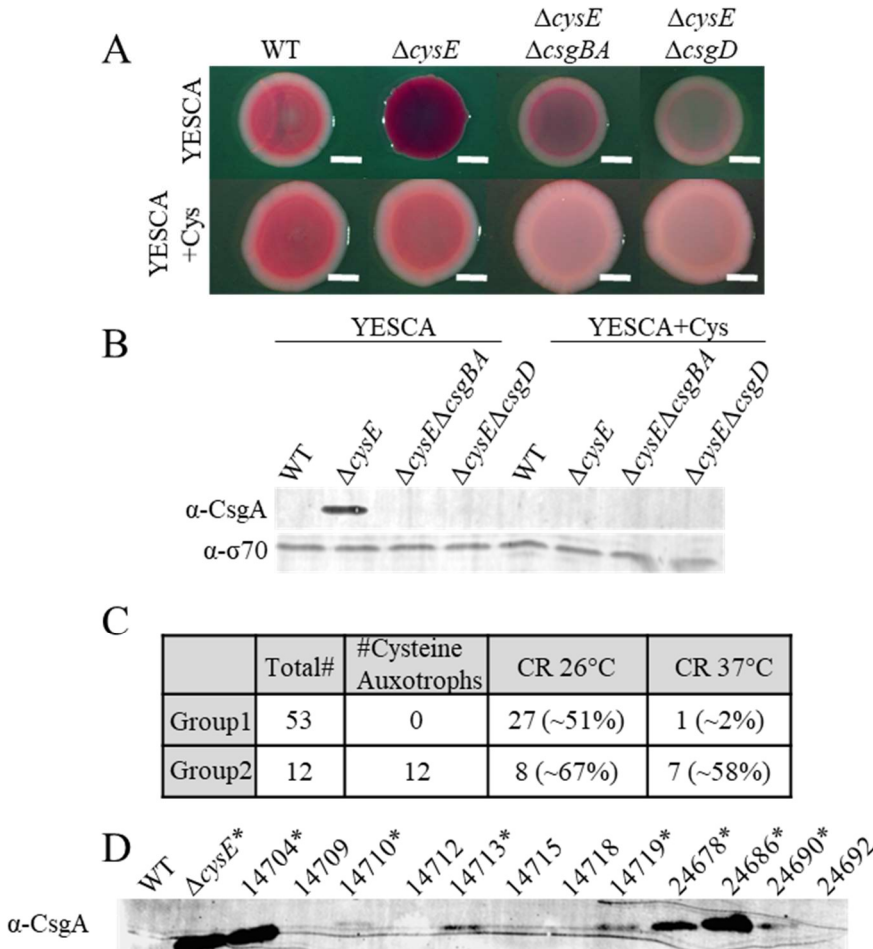 A
WT
ΔcysE
ΔcysE
ΔcsgBA
ΔcysE
ΔcsgD
YESCA
YESCA
+Cys
B
YESCA
YESCA+Cys
WT
ΔcysE
ΔcysEΔcsgBA
ΔcysEΔcsgD
WT
ΔcysE
ΔcysEΔcsgBA
ΔcysEΔcsgD
α-CsgA
α-σ70
C
Total# #Cysteine Auxotrophs CR 26°C CR 37°C
Group1 53 0 27 (~51%) 1 (~2%)
Group2 12 12 8 (~67%) 7 (~58%)
D
WT ΔcysE* 14704* 14709 14710* 14712 14713* 14715 14718 14719* 24678* 24686* 24690* 24692
α-CsgA